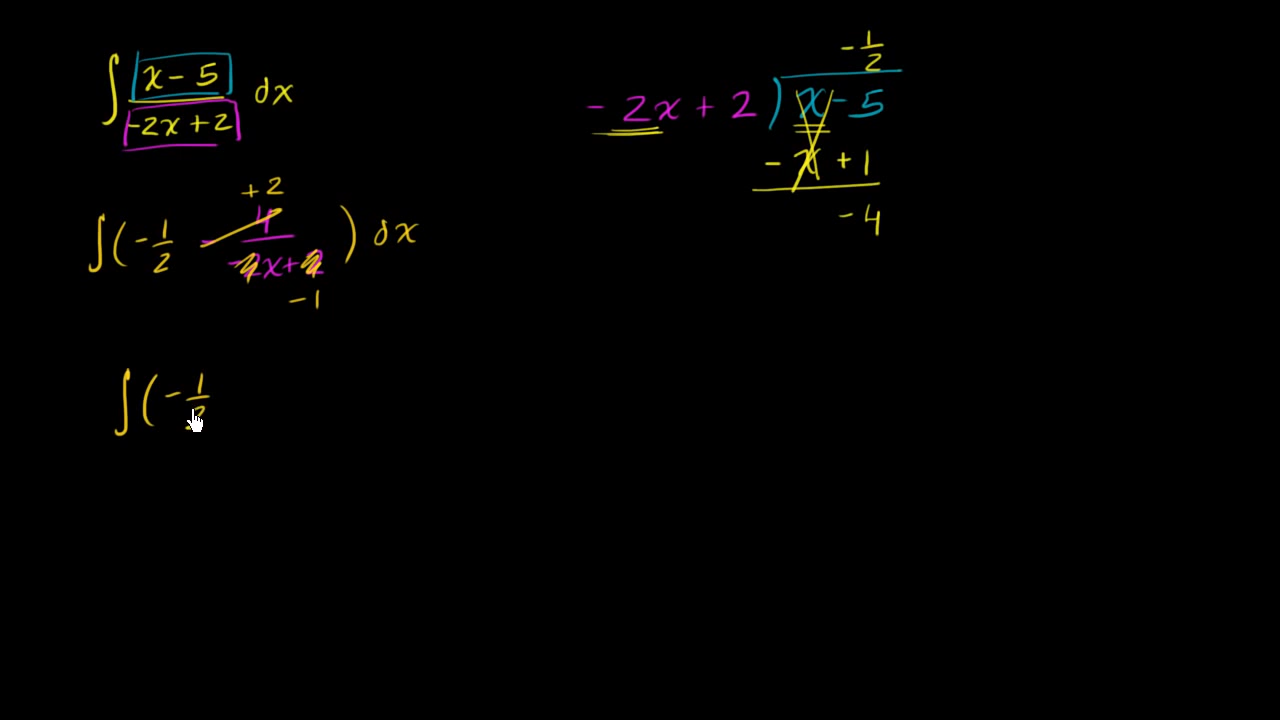 ∫ x - 5 / -2x + 2 dx
+2
∫ ( - 1/2 - 4 / -2x + 2 ) dx
-1
∫ ( - 1/2
- 1/2
-2x + 2 ) x - 5
- x + 1
-4